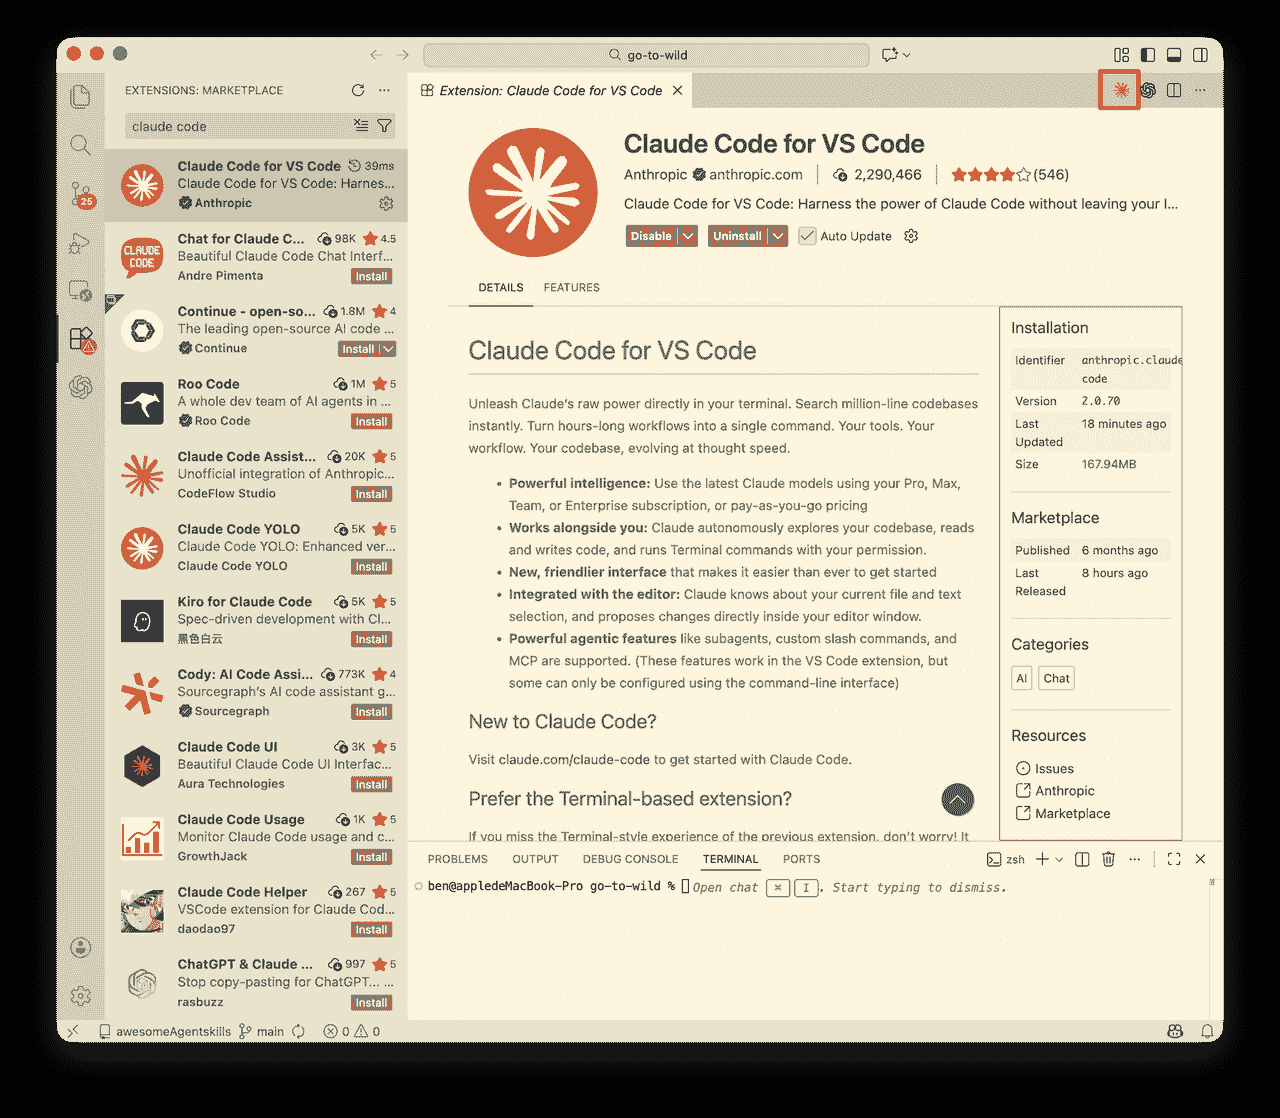 go-to-wild
EXTENSIONS: MARKETPLACE
claude code
25
Claude Code for VS Code 39ms
Claude Code for VS Code: Harnes...
Anthropic
CLAUDE
CODE
Chat for Claude C... 98K 4.5
Beautiful Claude Code Chat Interf...
Andre Pimenta Install
Continue - open-so... 1.8M 4
The leading open-source AI code ...
Continue Install
Roo Code 1M 5
A whole dev team of AI agents in ...
Roo Code Install
Claude Code Assist... 20K 5
Unofficial integration of Anthropic...
CodeFlow Studio Install
Claude Code YOLO 5K 5
Claude Code YOLO: Enhanced ver...
Claude Code YOLO Install
Kiro for Claude Code 5K 5
Spec-driven development with Cl...
黑色白云 Install
Cody: AI Code Assi... 773K 4
Sourcegraph's AI code assistant g...
Sourcegraph Install
Claude Code UI 3K 5
Beautiful Claude Code UI Interfac...
Aura Technologies Install
Claude Code Usage 1K 5
Monitor Claude Code usage and c...
GrowthJack Install
Claude Code Helper 267 5
VSCode extension for Claude Cod...
daodao97 Install
ChatGPT & Claude ... 997 5
Stop copy-pasting for ChatGPT... ...
rasbuzz Install
Extension: Claude Code for VS Code
Claude Code for VS Code
Anthropic anthropic.com 2,290,466 (546)
Claude Code for VS Code: Harness the power of Claude Code without leaving your I...
Disable Uninstall Auto Update
DETAILS FEATURES
Claude Code for VS Code
Unleash Claude's raw power directly in your terminal. Search million-line codebases
instantly. Turn hours-long workflows into a single command. Your tools. Your
workflow. Your codebase, evolving at thought speed.
• Powerful intelligence: Use the latest Claude models using your Pro, Max,
Team, or Enterprise subscription, or pay-as-you-go pricing
• Works alongside you: Claude autonomously explores your codebase, reads
and writes code, and runs Terminal commands with your permission.
• New, friendlier interface that makes it easier than ever to get started
• Integrated with the editor: Claude knows about your current file and text
selection, and proposes changes directly inside your editor window.
• Powerful agentic features like subagents, custom slash commands, and
MCP are supported. (These features work in the VS Code extension, but
some can only be configured using the command-line interface)
New to Claude Code?
Visit claude.com/claude-code to get started with Claude Code.
Prefer the Terminal-based extension?
If you miss the Terminal-style experience of the previous extension, don't worry! It
Installation
Identifier anthropic.claude
code
Version 2.0.70
Last 18 minutes ago
Updated
Size 167.94MB
Marketplace
Published 6 months ago
Last 8 hours ago
Released
Categories
AI Chat
Resources
Issues
Anthropic
Marketplace
PROBLEMS OUTPUT DEBUG CONSOLE TERMINAL PORTS zsh
ben@appledeMacBook-Pro go-to-wild % Open chat ⌘ I. Start typing to dismiss.
awesomeAgentskills main 0 0